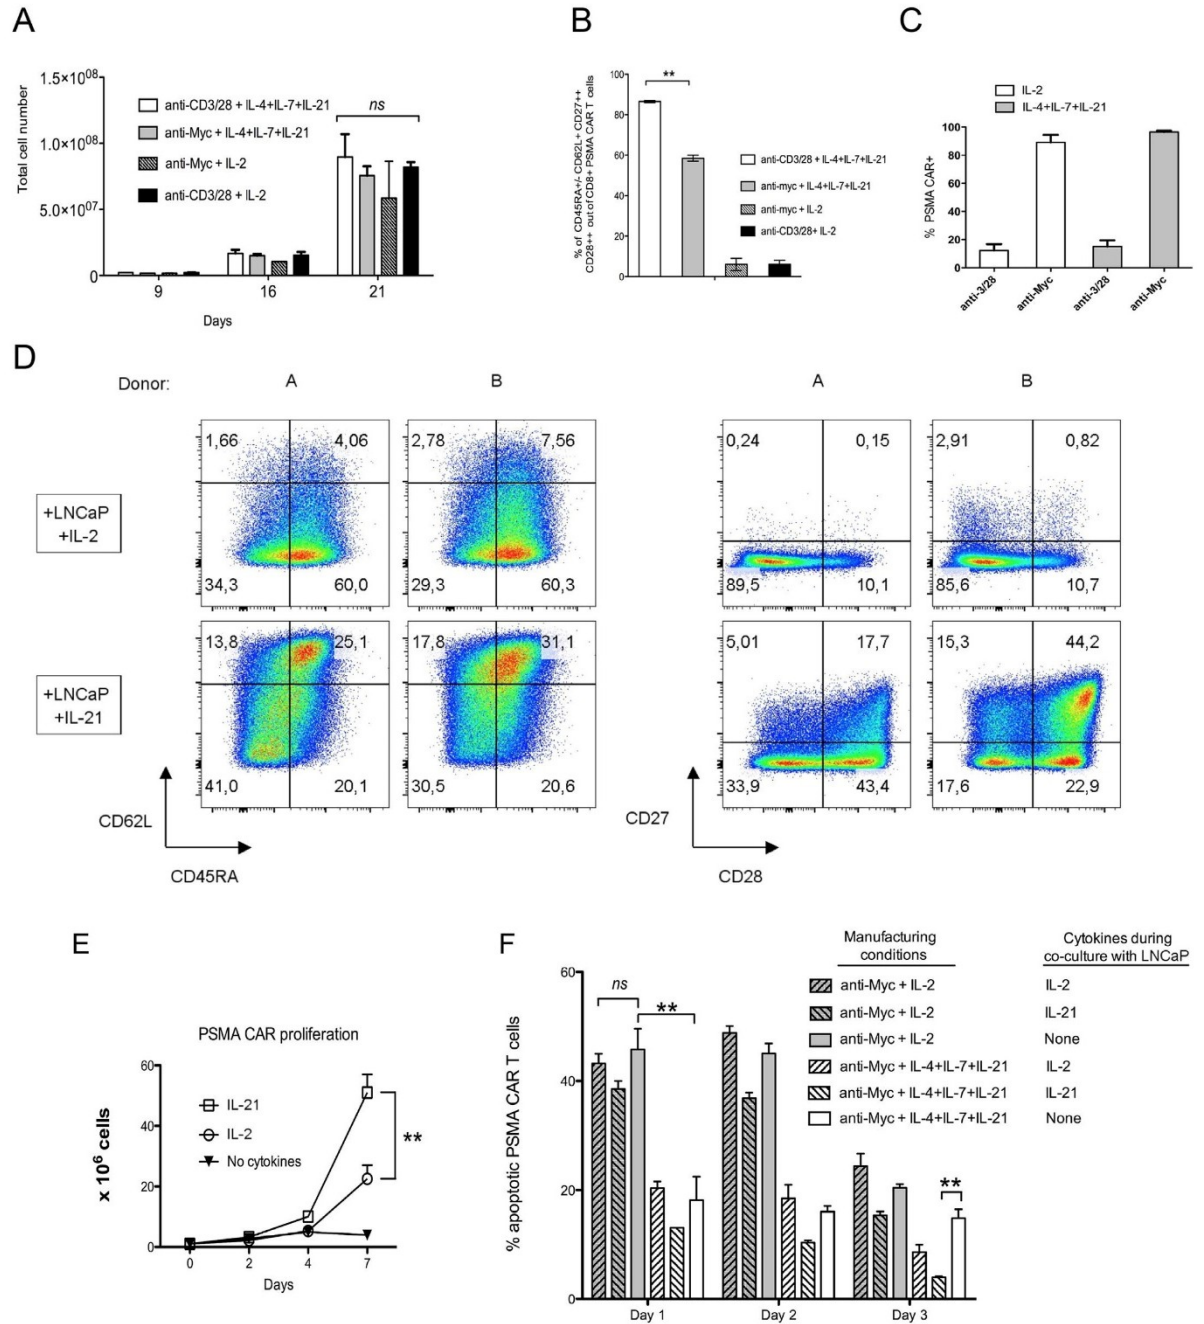 A
1.5×10⁰⁸
1.0×10⁰⁸
5.0×10⁰⁷
0
Total cell number
anti-CD3/28 + IL-4+IL-7+IL-21
anti-Myc + IL-4+IL-7+IL-21
anti-Myc + IL-2
anti-CD3/28 + IL-2
ns
9 16 21
Days
B
% of CD45RA+/- CD62L+ CD27++
CD28++ out of CD8+ PSMA CAR T cells
100
80
60
40
20
0
**
anti-CD3/28 + IL-4+IL-7+IL-21
anti-myc + IL-4+IL-7+IL-21
anti-myc + IL-2
anti-CD3/28+ IL-2
C
IL-2
IL-4+IL-7+IL-21
% PSMA CAR+
100
80
60
40
20
0
anti-3/28 anti-Myc anti-3/28 anti-Myc
D
Donor: A B A B
+LNCaP
+IL-2
1,66 4,06 2,78 7,56 0,24 0,15 2,91 0,82
34,3 60,0 29,3 60,3 89,5 10,1 85,6 10,7
+LNCaP
+IL-21
13,8 25,1 17,8 31,1 5,01 17,7 15,3 44,2
41,0 20,1 30,5 20,6 33,9 43,4 17,6 22,9
CD62L
CD45RA
CD27
CD28
E
PSMA CAR proliferation
x 10⁶ cells
60
40
20
0
IL-21
IL-2
No cytokines
**
0 2 4 7
Days
F
Manufacturing
conditions
Cytokines during
co-culture with LNCaP
anti-Myc + IL-2 IL-2
anti-Myc + IL-2 IL-21
anti-Myc + IL-2 None
anti-Myc + IL-4+IL-7+IL-21 IL-2
anti-Myc + IL-4+IL-7+IL-21 IL-21
anti-Myc + IL-4+IL-7+IL-21 None
% apoptotic PSMA CAR T cells
60
40
20
0
ns
**
**
Day 1 Day 2 Day 3